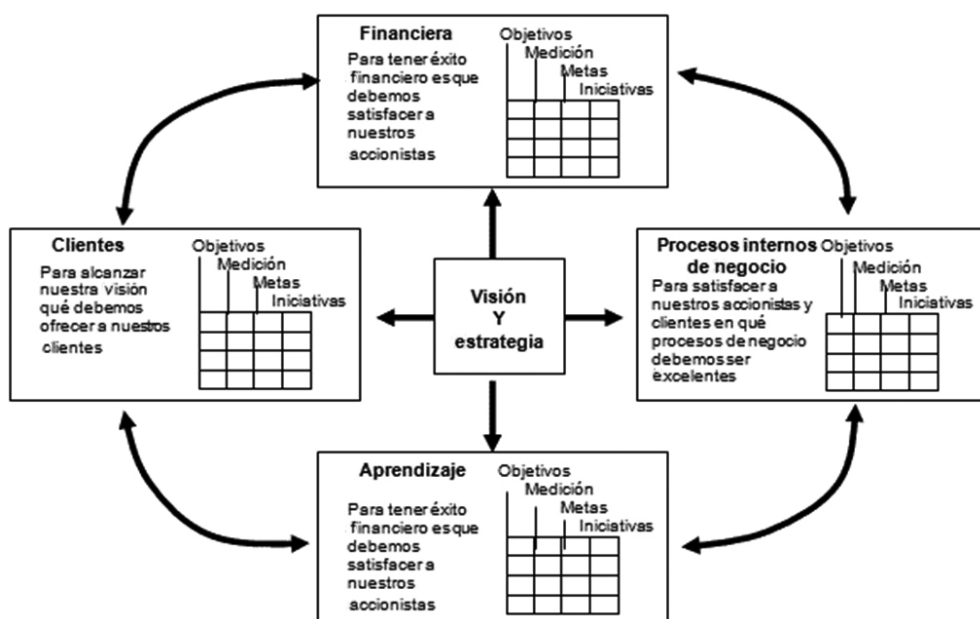 Financiera
Para tener éxito
financiero es que
debemos
satisfacer a
nuestros
accionistas
Objetivos
Medición
Metas
Iniciativas
Clientes
Para alcanzar
nuestra visión
qué debemos
ofrecer a nuestros
clientes
Objetivos
Medición
Metas
Iniciativas
Visión
Y
estrategia
Procesos internos
de negocio
Para satisfacer a
nuestros accionistas y
clientes en qué
procesos de negocio
debemos ser
excelentes
Objetivos
Medición
Metas
Iniciativas
Aprendizaje
Para tener éxito
financiero es que
debemos
satisfacer a
nuestros
accionistas
Objetivos
Medición
Metas
Iniciativas